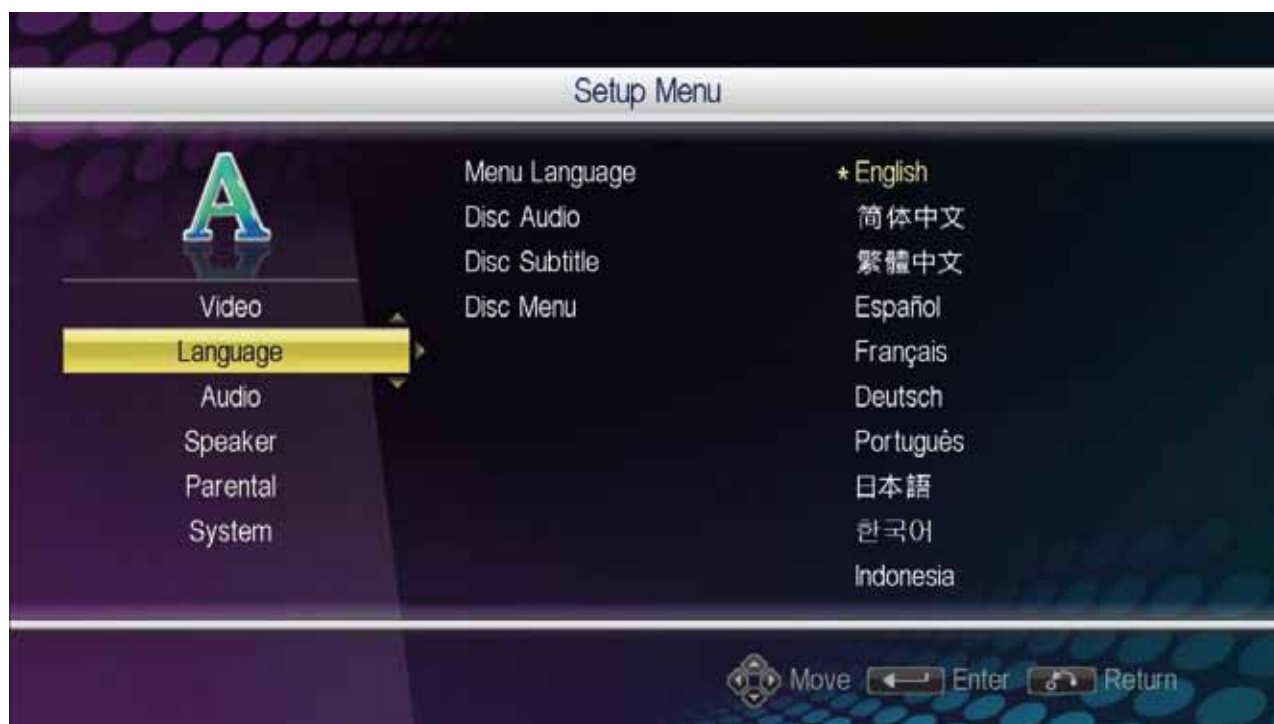 Setup Menu
A
Video
Language
Audio
Speaker
Parental
System
Menu Language
Disc Audio
Disc Subtitle
Disc Menu
* English
简体中文
繁體中文
Español
Français
Deutsch
Português
日本語
한국어
Indonesia
Move Enter Return